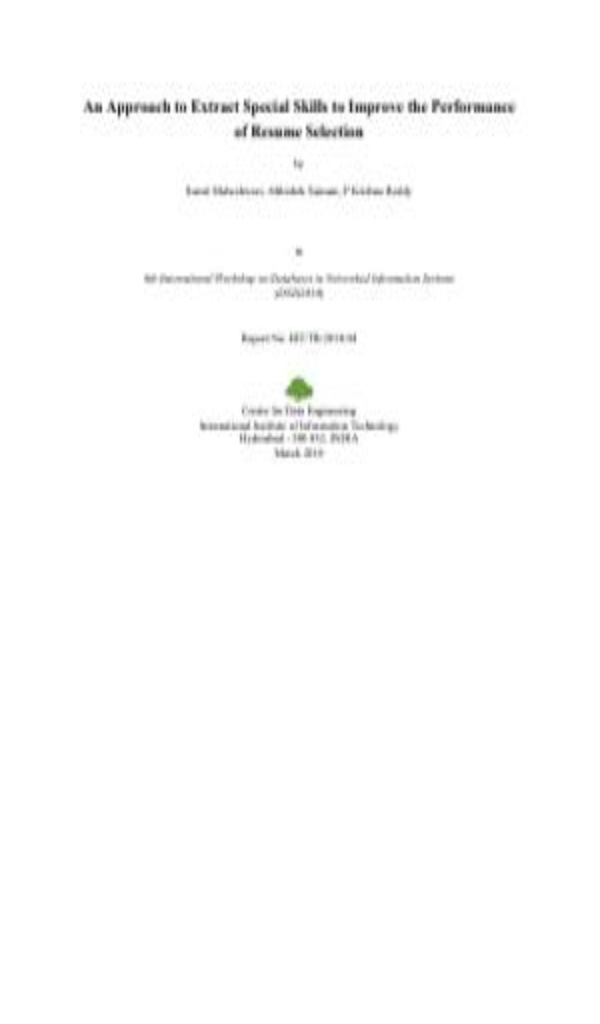 An Approach to Extract Special Skills to Improve the Performance
of Resume Selection
by
Sumit Maheshwari, Abhishek Sainani, P Krishna Reddy
in
6th International Workshop on Databases in Networked Information Systems
(DNIS2010)
Report No: IIIT/TR/2010/
Centre for Data Engineering
International Institute of Information Technology
Hyderabad - 500 032, INDIA
March 2010